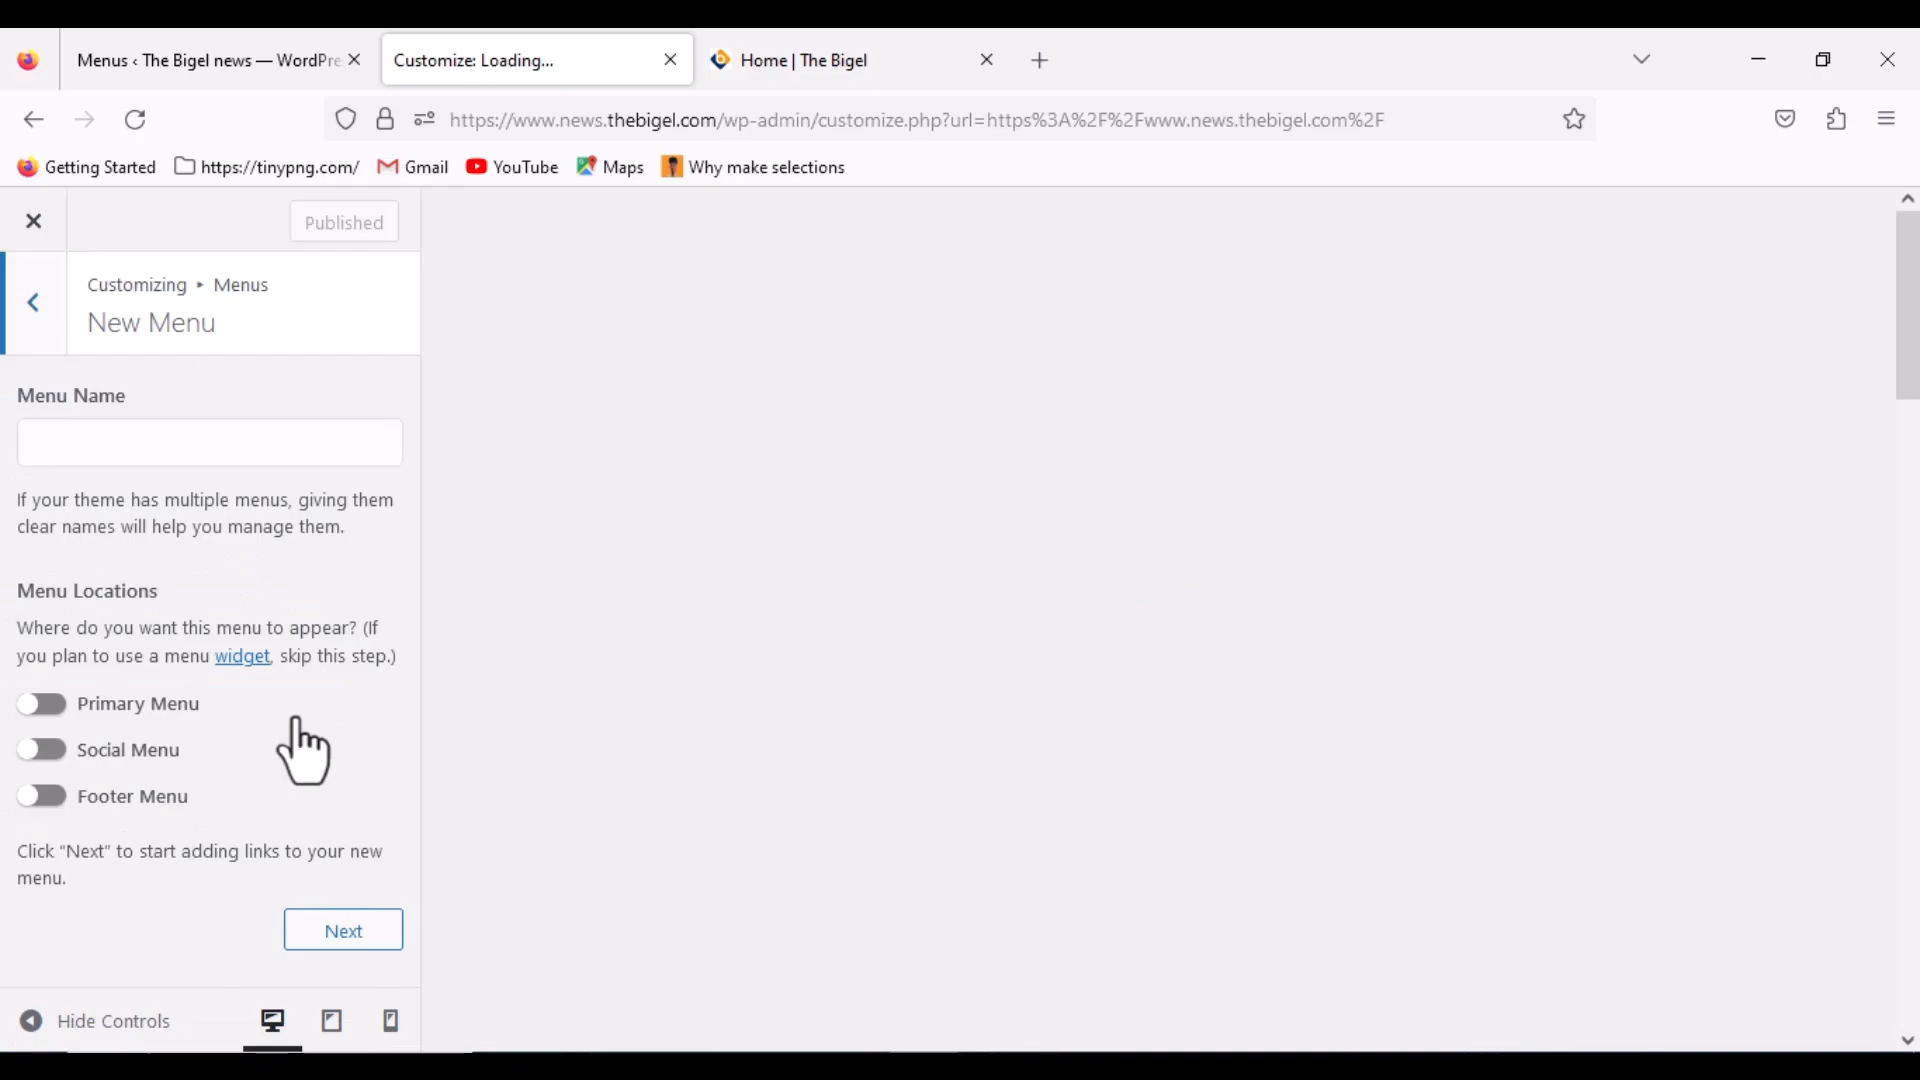 Menus ‹ The Bigel news — WordPre
Customize: Loading...
Home | The Bigel
https://www.news.thebigel.com/wp-admin/customize.php?url=https%3A%2F%2Fwww.news.thebigel.com%2F
Getting Started
https://tinypng.com/
Gmail
YouTube
Maps
Why make selections
Published
Customizing ▸ Menus
New Menu
Menu Name
If your theme has multiple menus, giving them
clear names will help you manage them.
Menu Locations
Where do you want this menu to appear? (If
you plan to use a menu widget, skip this step.)
Primary Menu
Social Menu
Footer Menu
Click “Next” to start adding links to your new
menu.
Next
Hide Controls